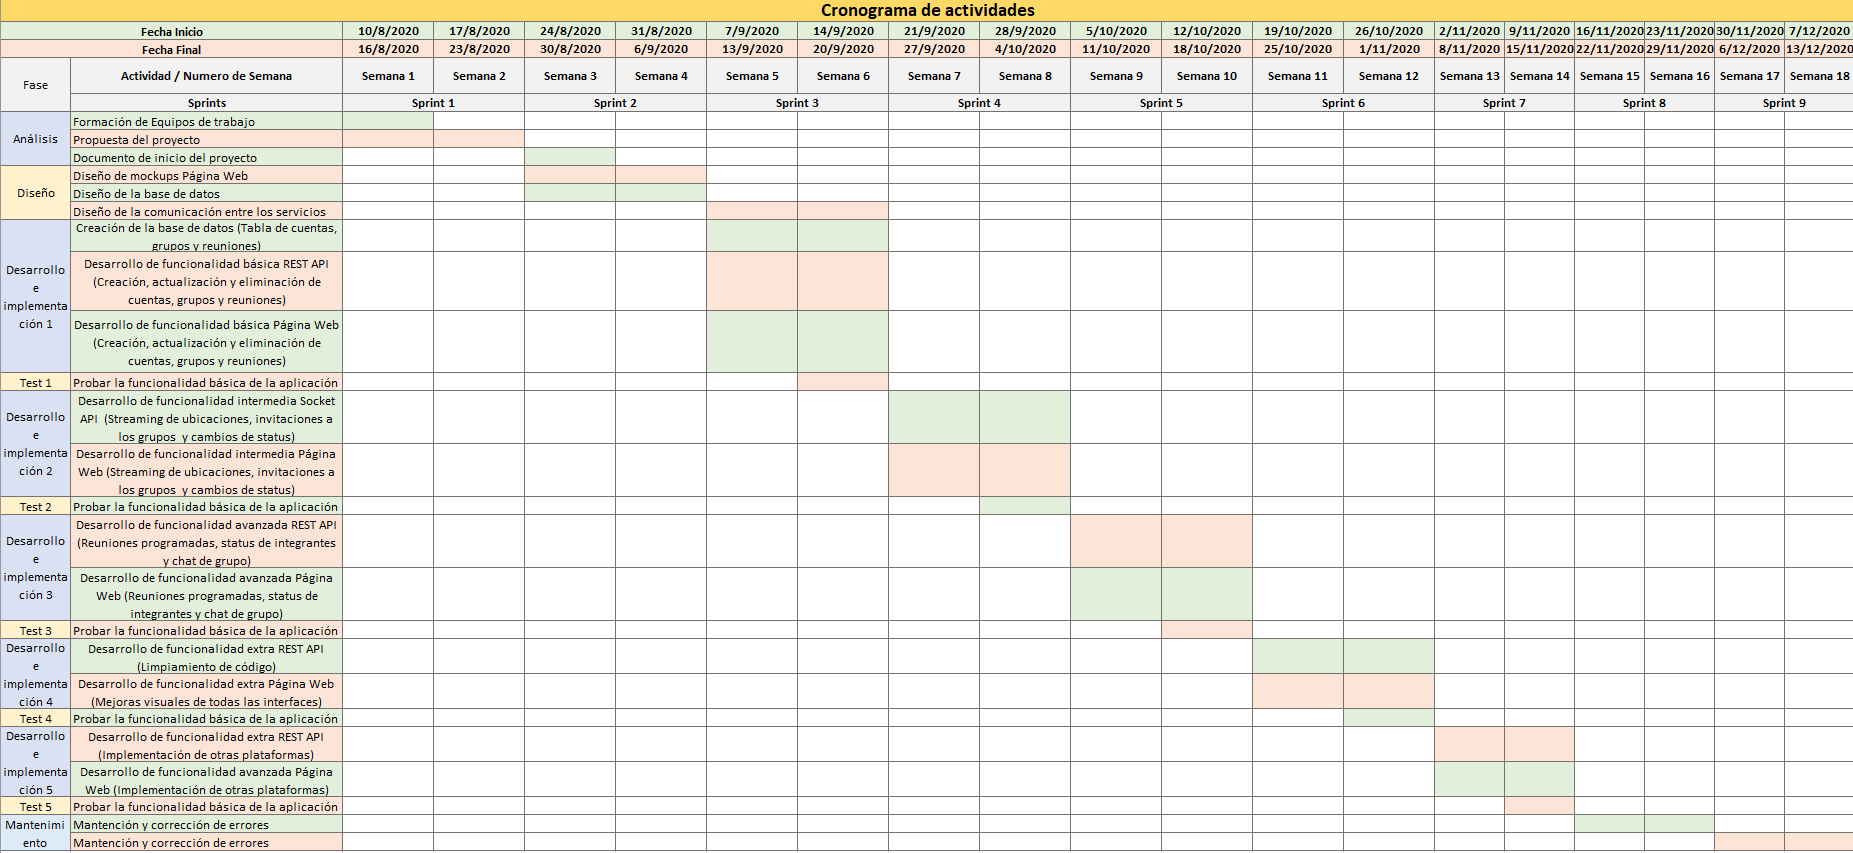 Cronograma de actividades
Fecha Inicio 10/8/2020 17/8/2020 24/8/2020 31/8/2020 7/9/2020 14/9/2020 21/9/2020 28/9/2020 5/10/2020 12/10/2020 19/10/2020 26/10/2020 2/11/2020 9/11/2020 16/11/2020 23/11/2020 30/11/2020 7/12/2020
Fecha Final 16/8/2020 23/8/2020 30/8/2020 6/9/2020 13/9/2020 20/9/2020 27/9/2020 4/10/2020 11/10/2020 18/10/2020 25/10/2020 1/11/2020 8/11/2020 15/11/2020 22/11/2020 29/11/2020 6/12/2020 13/12/2020
Fase
Actividad / Numero de Semana Semana 1 Semana 2 Semana 3 Semana 4 Semana 5 Semana 6 Semana 7 Semana 8 Semana 9 Semana 10 Semana 11 Semana 12 Semana 13 Semana 14 Semana 15 Semana 16 Semana 17 Semana 18
Sprints Sprint 1 Sprint 2 Sprint 3 Sprint 4 Sprint 5 Sprint 6 Sprint 7 Sprint 8 Sprint 9
Análisis
Formación de Equipos de trabajo
Propuesta del proyecto
Documento de inicio del proyecto
Diseño
Diseño de mockups Página Web
Diseño de la base de datos
Diseño de la comunicación entre los servicios
Desarrollo
e
implementa
ción 1
Creación de la base de datos (Tabla de cuentas,
grupos y reuniones)
Desarrollo de funcionalidad básica REST API
(Creación, actualización y eliminación de
cuentas, grupos y reuniones)
Desarrollo de funcionalidad básica Página Web
(Creación, actualización y eliminación de
cuentas, grupos y reuniones)
Test 1 Probar la funcionalidad básica de la aplicación
Desarrollo
e
implementa
ción 2
Desarrollo de funcionalidad intermedia Socket
API (Streaming de ubicaciones, invitaciones a
los grupos y cambios de status)
Desarrollo de funcionalidad intermedia Página
Web (Streaming de ubicaciones, invitaciones a
los grupos y cambios de status)
Test 2 Probar la funcionalidad básica de la aplicación
Desarrollo
e
implementa
ción 3
Desarrollo de funcionalidad avanzada REST API
(Reuniones programadas, status de integrantes
y chat de grupo)
Desarrollo de funcionalidad avanzada Página
Web (Reuniones programadas, status de
integrantes y chat de grupo)
Test 3 Probar la funcionalidad básica de la aplicación
Desarrollo
e
implementa
ción 4
Desarrollo de funcionalidad extra REST API
(Limpiamiento de código)
Desarrollo de funcionalidad extra Página Web
(Mejoras visuales de todas las interfaces)
Test 4 Probar la funcionalidad básica de la aplicación
Desarrollo
e
implementa
ción 5
Desarrollo de funcionalidad extra REST API
(Implementación de otras plataformas)
Desarrollo de funcionalidad avanzada Página
Web (Implementación de otras plataformas)
Test 5 Probar la funcionalidad básica de la aplicación
Mantenimi
ento
Mantención y corrección de errores
Mantención y corrección de errores